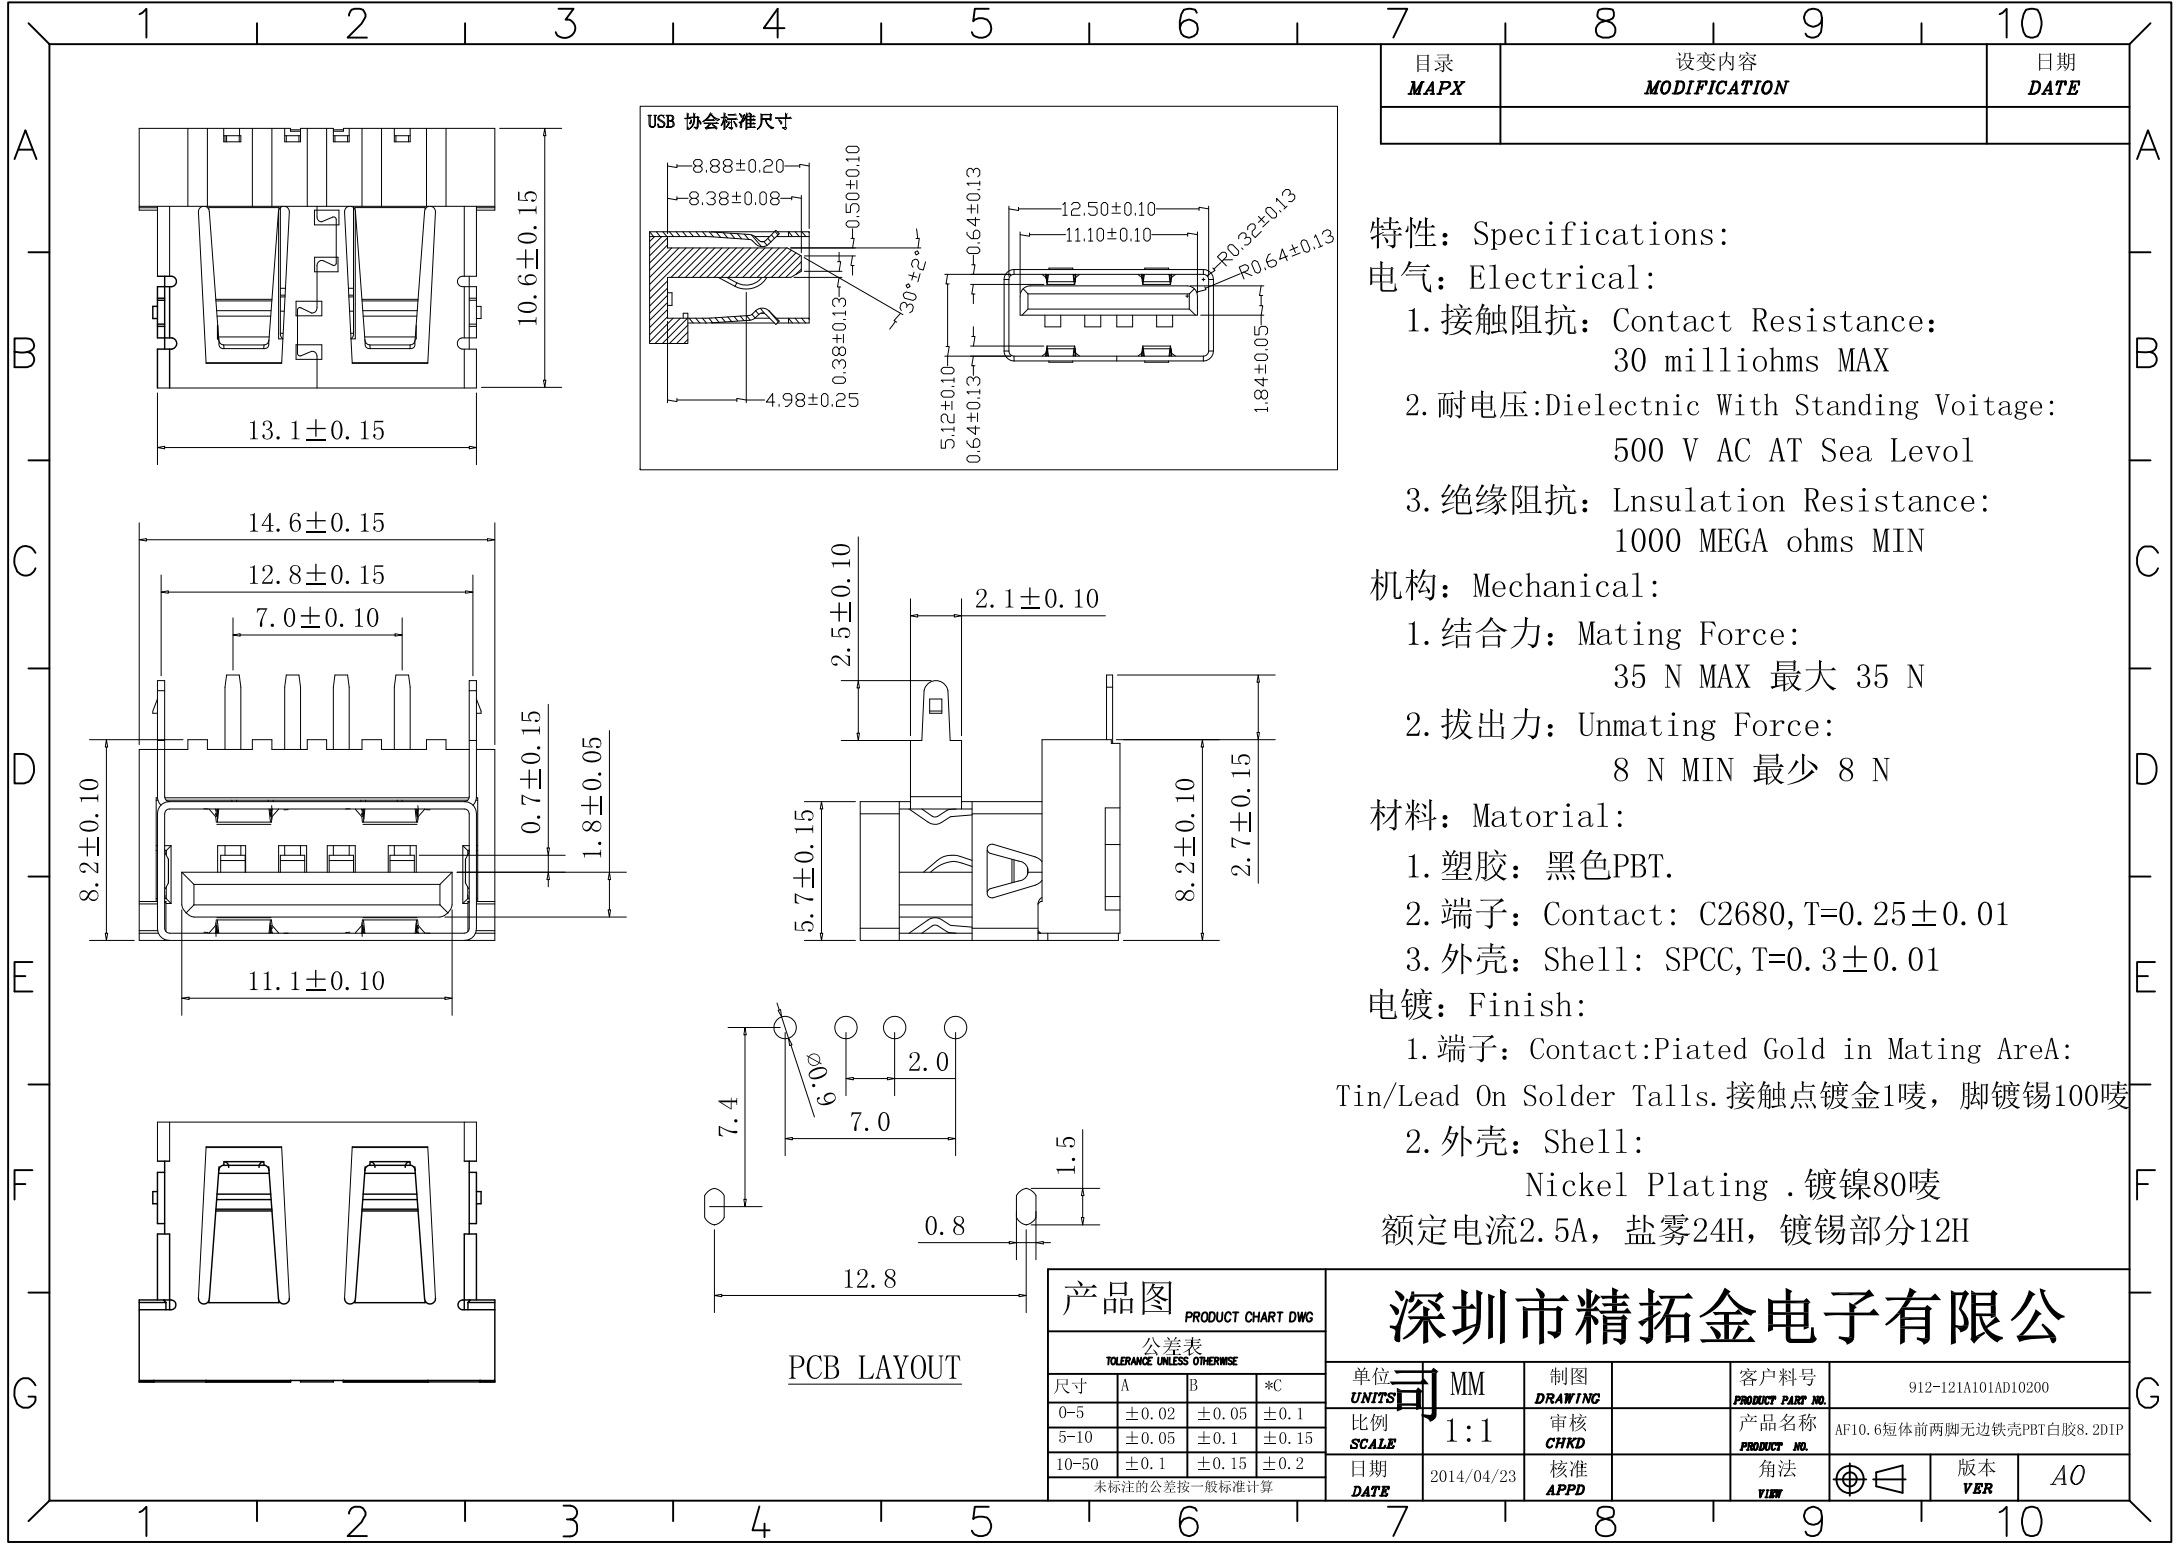 1 2 3 4 5 6 7 8 9 10
A
B
C
D
E
F
G
目录
MAPX
设变内容
MODIFICATION
日期
DATE
10.6±0.15
13.1±0.15
USB 协会标准尺寸
8.88±0.20
8.38±0.08
0.50±0.10
30°±2°
0.38±0.13
4.98±0.25
0.64±0.13
12.50±0.10
11.10±0.10
R0.32±0.13
R0.64±0.13
5.12±0.10
0.64±0.13
1.84±0.05
14.6±0.15
12.8±0.15
7.0±0.10
8.2±0.10
0.7±0.15
1.8±0.05
11.1±0.10
2.5±0.10
2.1±0.10
5.7±0.15
8.2±0.10
2.7±0.15
7.4
⌀0.9
2.0
7.0
1.5
0.8
12.8
PCB LAYOUT
特性：Specifications:
电气：Electrical:
1.接触阻抗：Contact Resistance：
30 milliohms MAX
2.耐电压:Dielectnic With Standing Voitage:
500 V AC AT Sea Levol
3.绝缘阻抗：Lnsulation Resistance:
1000 MEGA ohms MIN
机构：Mechanical:
1.结合力：Mating Force:
35 N MAX 最大 35 N
2.拔出力：Unmating Force:
8 N MIN 最少 8 N
材料：Matorial:
1.塑胶：黑色PBT.
2.端子：Contact: C2680,T=0.25±0.01
3.外壳：Shell: SPCC,T=0.3±0.01
电镀：Finish:
1.端子：Contact:Piated Gold in Mating AreA:
Tin/Lead On Solder Talls.接触点镀金1唛，脚镀锡100唛
2.外壳：Shell:
Nickel Plating .镀镍80唛
额定电流2.5A，盐雾24H，镀锡部分12H
产品图
PRODUCT CHART DWG
公差表
TOLERANCE UNLESS OTHERWISE
尺寸 A B *C
0-5 ±0.02 ±0.05 ±0.1
5-10 ±0.05 ±0.1 ±0.15
10-50 ±0.1 ±0.15 ±0.2
未标注的公差按一般标准计算
深圳市精拓金电子有限公
司
单位
UNITS
MM
制图
DRAWING
客户料号
PRODUCT PART NO.
912-121A101AD10200
比例
SCALE
1:1
审核
CHKD
产品名称
PRODUCT NO.
AF10.6短体前两脚无边铁壳PBT白胶8.2DIP
日期
DATE
2014/04/23
核准
APPD
角法
VIEW
版本
VER
AO
A
B
C
D
E
F
G
1 2 3 4 5 6 7 8 9 10